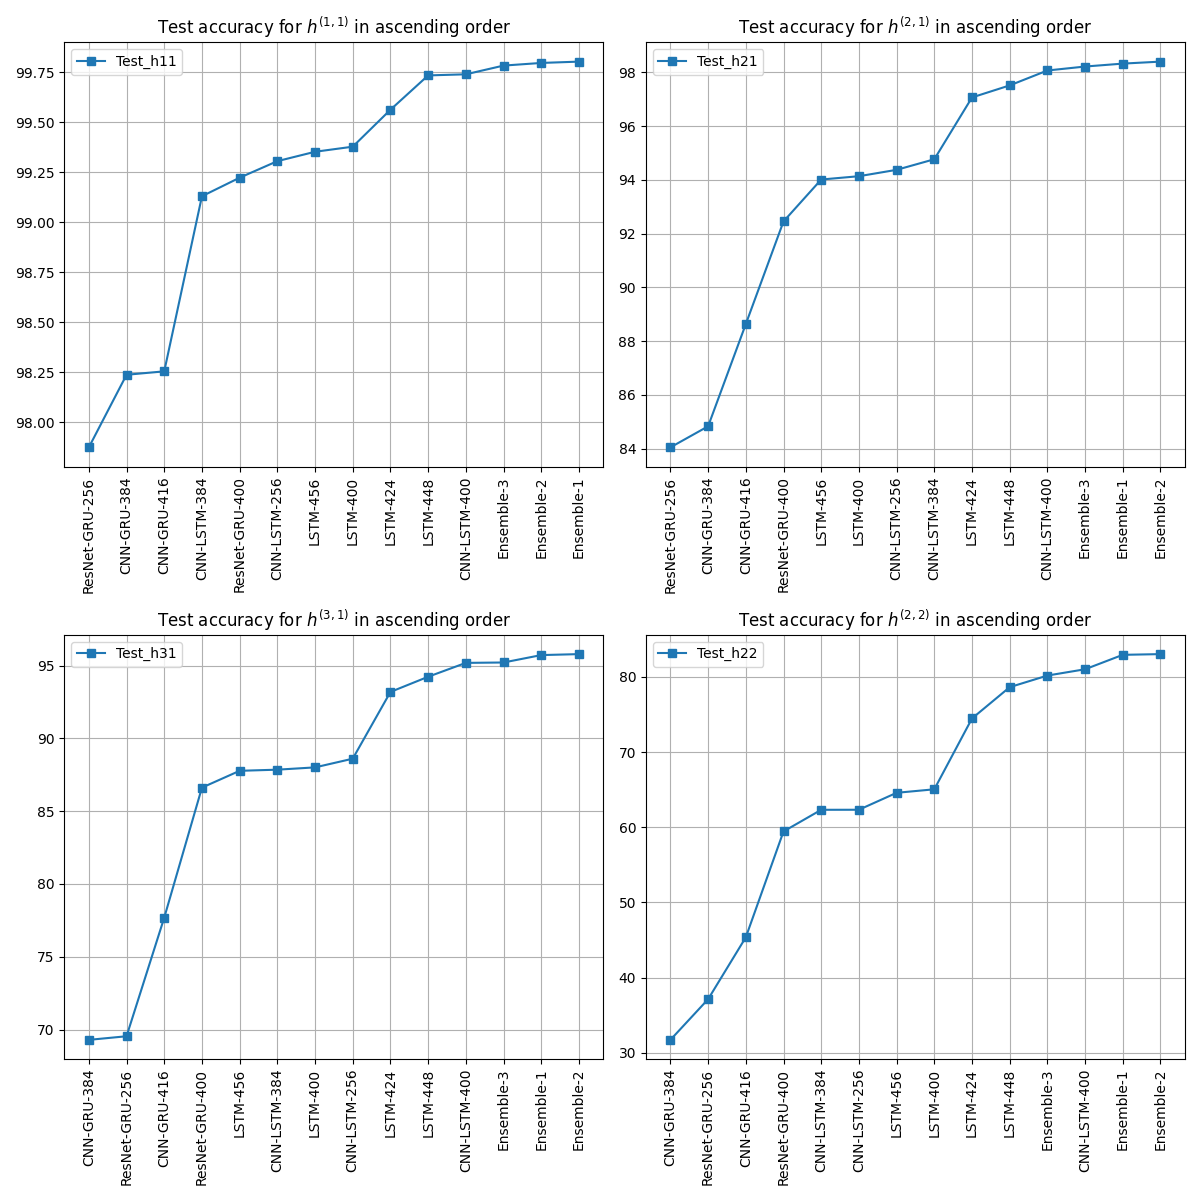 Test accuracy for h^(1,1) in ascending order
Test_h11
99.75
99.50
99.25
99.00
98.75
98.50
98.25
98.00
ResNet-GRU-256
CNN-GRU-384
CNN-GRU-416
CNN-LSTM-384
ResNet-GRU-400
CNN-LSTM-256
LSTM-456
LSTM-400
LSTM-424
LSTM-448
CNN-LSTM-400
Ensemble-3
Ensemble-2
Ensemble-1
Test accuracy for h^(2,1) in ascending order
Test_h21
98
96
94
92
90
88
86
84
ResNet-GRU-256
CNN-GRU-384
CNN-GRU-416
ResNet-GRU-400
LSTM-456
LSTM-400
CNN-LSTM-256
CNN-LSTM-384
LSTM-424
LSTM-448
CNN-LSTM-400
Ensemble-3
Ensemble-1
Ensemble-2
Test accuracy for h^(3,1) in ascending order
Test_h31
95
90
85
80
75
70
CNN-GRU-384
ResNet-GRU-256
CNN-GRU-416
ResNet-GRU-400
LSTM-456
CNN-LSTM-384
LSTM-400
CNN-LSTM-256
LSTM-424
LSTM-448
CNN-LSTM-400
Ensemble-3
Ensemble-1
Ensemble-2
Test accuracy for h^(2,2) in ascending order
Test_h22
80
70
60
50
40
30
CNN-GRU-384
ResNet-GRU-256
CNN-GRU-416
ResNet-GRU-400
CNN-LSTM-384
CNN-LSTM-256
LSTM-456
LSTM-400
LSTM-424
LSTM-448
Ensemble-3
CNN-LSTM-400
Ensemble-1
Ensemble-2